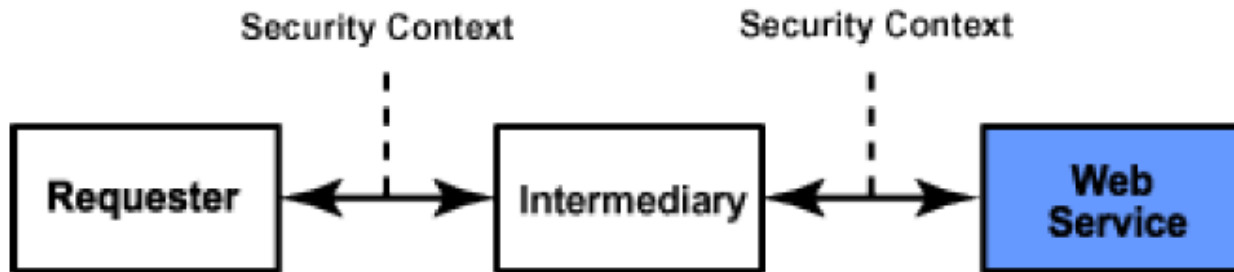 Security Context
Security Context
Requester
Intermediary
Web
Service